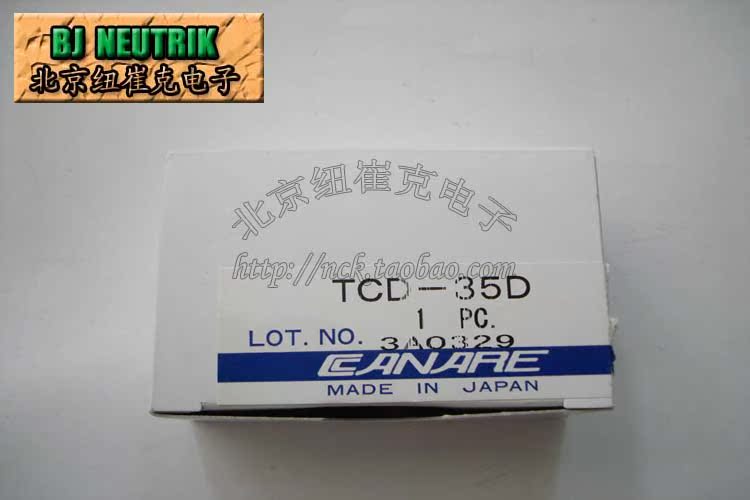 BJ NEUTRIK
北京纽崔克电子
北京纽崔克电子
http://nck.taobao.com
TCD-35D
1 PC.
LOT. NO. 3A0329
CANARE
MADE IN JAPAN